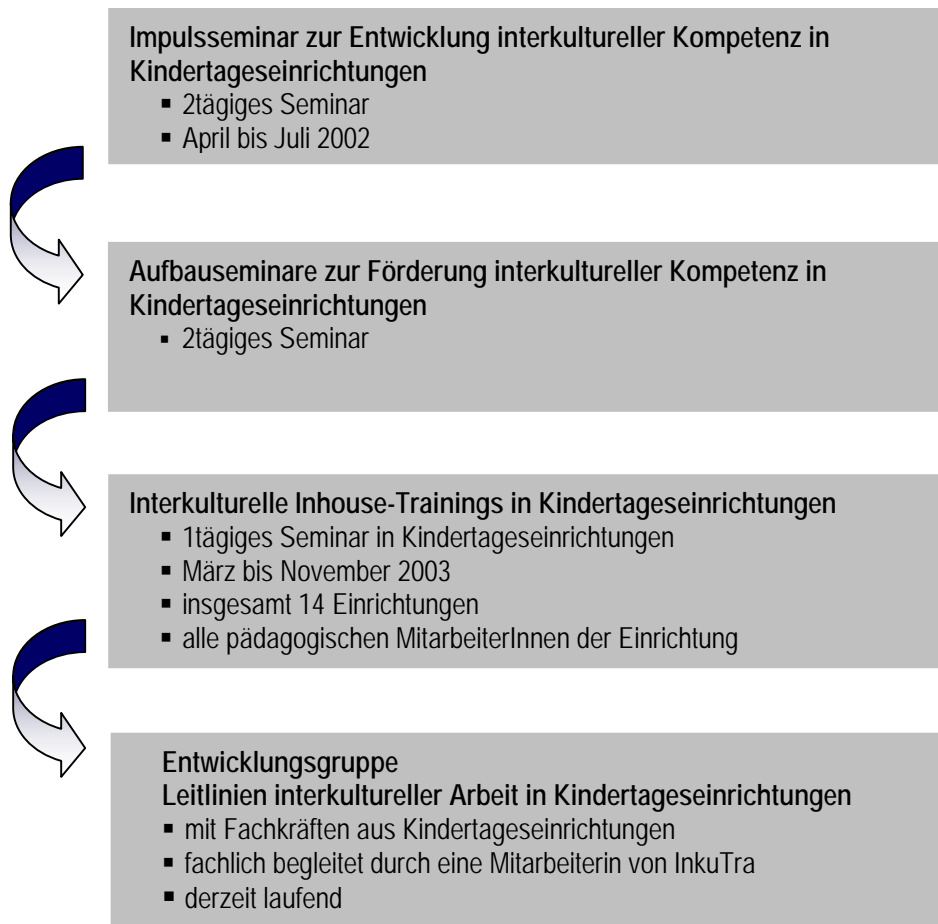 Impulsseminar zur Entwicklung interkultureller Kompetenz in
Kindertageseinrichtungen
▪ 2tägiges Seminar
▪ April bis Juli 2002
Aufbauseminare zur Förderung interkultureller Kompetenz in
Kindertageseinrichtungen
▪ 2tägiges Seminar
Interkulturelle Inhouse-Trainings in Kindertageseinrichtungen
▪ 1tägiges Seminar in Kindertageseinrichtungen
▪ März bis November 2003
▪ insgesamt 14 Einrichtungen
▪ alle pädagogischen MitarbeiterInnen der Einrichtung
Entwicklungsgruppe
Leitlinien interkultureller Arbeit in Kindertageseinrichtungen
▪ mit Fachkräften aus Kindertageseinrichtungen
▪ fachlich begleitet durch eine Mitarbeiterin von InkuTra
▪ derzeit laufend